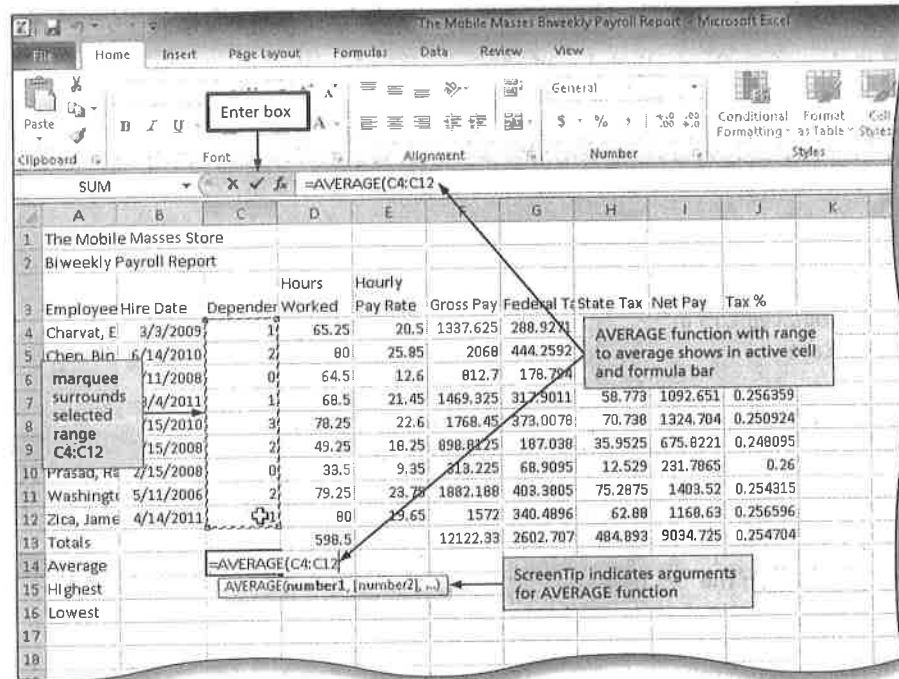 The Mobile Masses Biweekly Payroll Report - Microsoft Excel
File Home Insert Page Layout Formulas Data Review View
Paste
B I U
A
General
$ % ,
Conditional Formatting
Format as Table
Cell Styles
Clipboard Font Alignment Number Styles
Enter box
SUM =AVERAGE(C4:C12
A B C D E F G H I J K
1 The Mobile Masses Store
2 Biweekly Payroll Report
Hours Hourly
3 Employee Hire Date Depender Worked Pay Rate Gross Pay Federal Ta State Tax Net Pay Tax %
4 Charvat, E 3/3/2009 1 65.25 20.5 1337.625 288.9271
5 Chen, Bin 6/14/2010 2 80 25.85 2068 444.2592
6 /11/2008 0 64.5 12.6 812.7 178.794
7 /4/2011 1 68.5 21.45 1469.325 317.9011 58.773 1092.651 0.256359
8 /15/2010 3 78.25 22.6 1768.45 373.0078 70.738 1324.704 0.250924
9 /15/2008 2 49.25 18.25 898.8125 187.038 35.9525 675.8221 0.248095
10 Prasad, Ra 2/15/2008 0 33.5 9.35 313.225 68.9095 12.529 231.7865 0.26
11 Washingto 5/11/2006 2 79.25 23.75 1882.188 403.3805 75.2875 1403.52 0.254315
12 Zica, Jame 4/14/2011 1 80 19.65 1572 340.4896 62.88 1168.63 0.256596
13 Totals 598.5 12122.33 2602.707 484.893 9034.725 0.254704
14 Average =AVERAGE(C4:C12
15 Highest AVERAGE(number1, [number2], ...)
16 Lowest
17
18
marquee
surrounds
selected
range
C4:C12
AVERAGE function with range
to average shows in active cell
and formula bar
ScreenTip indicates arguments
for AVERAGE function